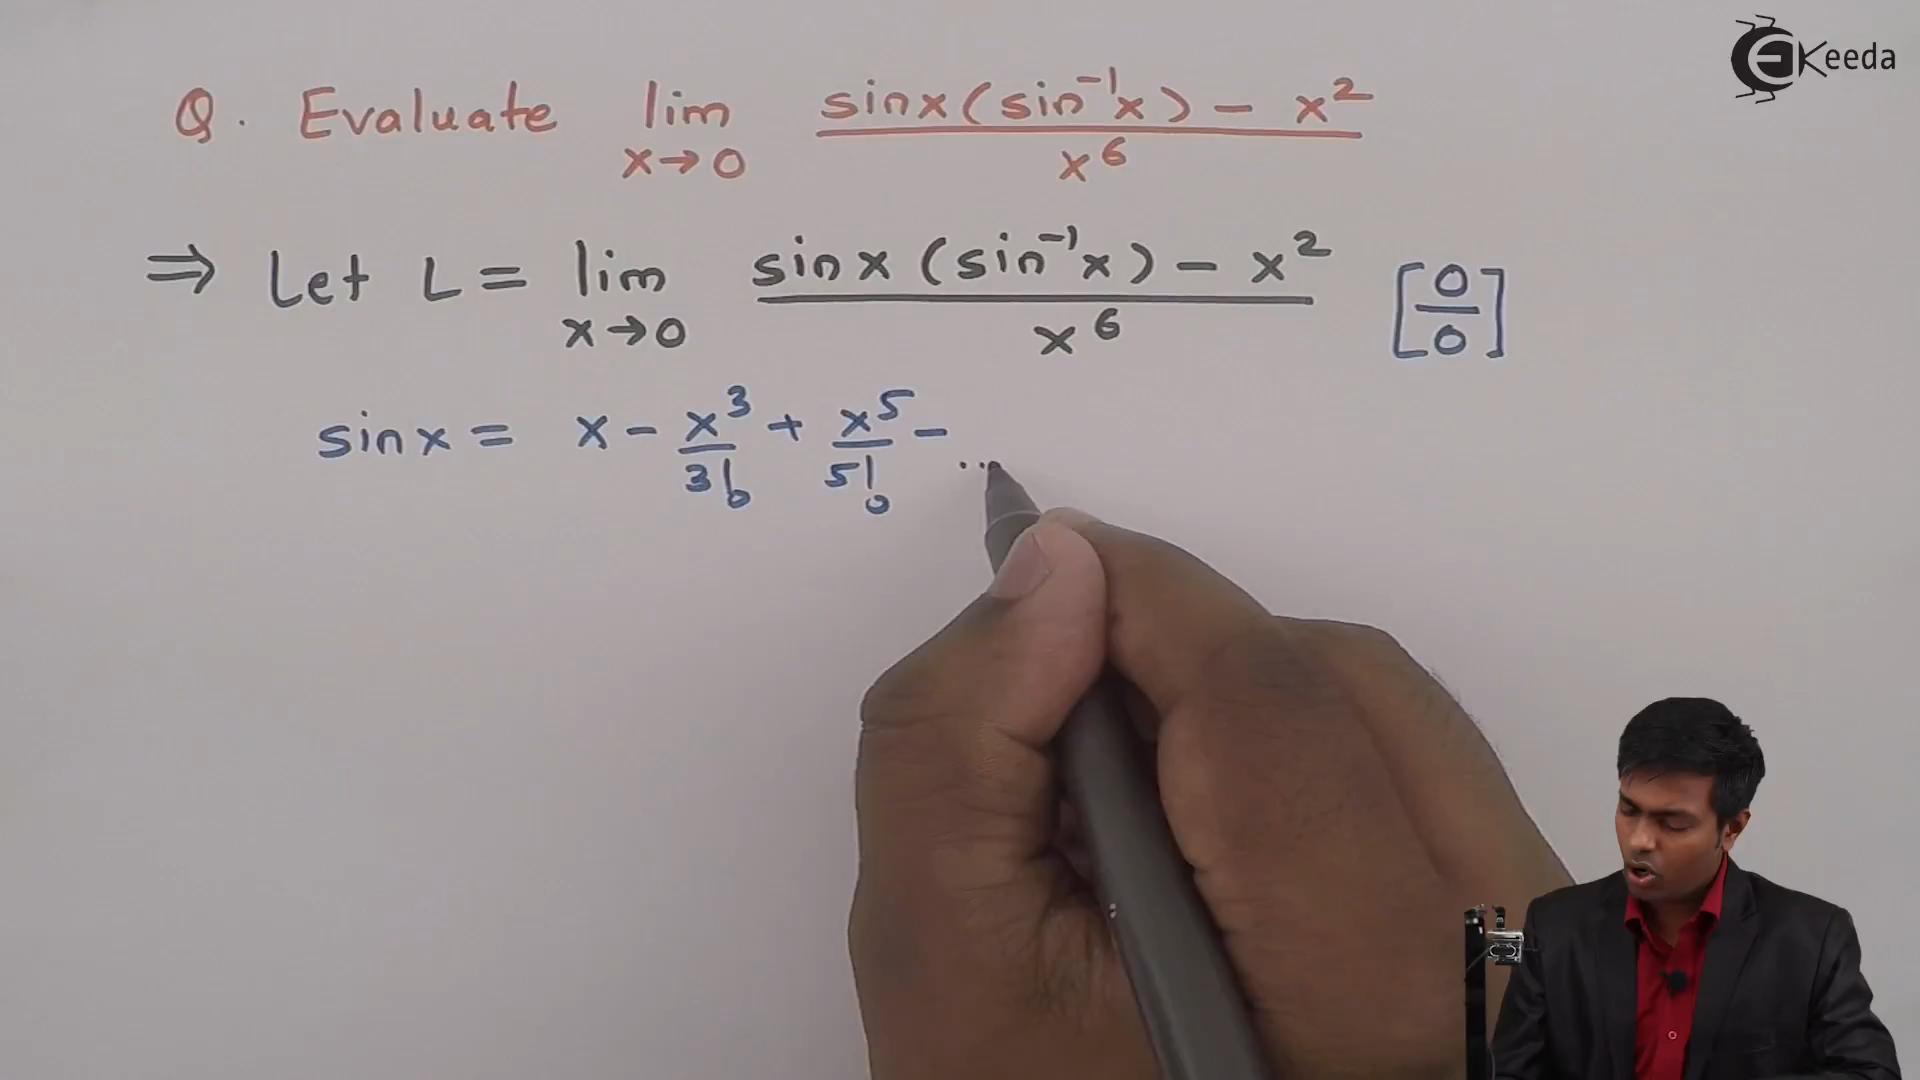 EKeeda
Q. Evaluate lim x→0 sinx(sin⁻¹x) - x² / x⁶
⇒ Let L = lim x→0 sinx (sin⁻¹x) - x² / x⁶ [0/0]
sinx = x - x³/3! + x⁵/5! - ...